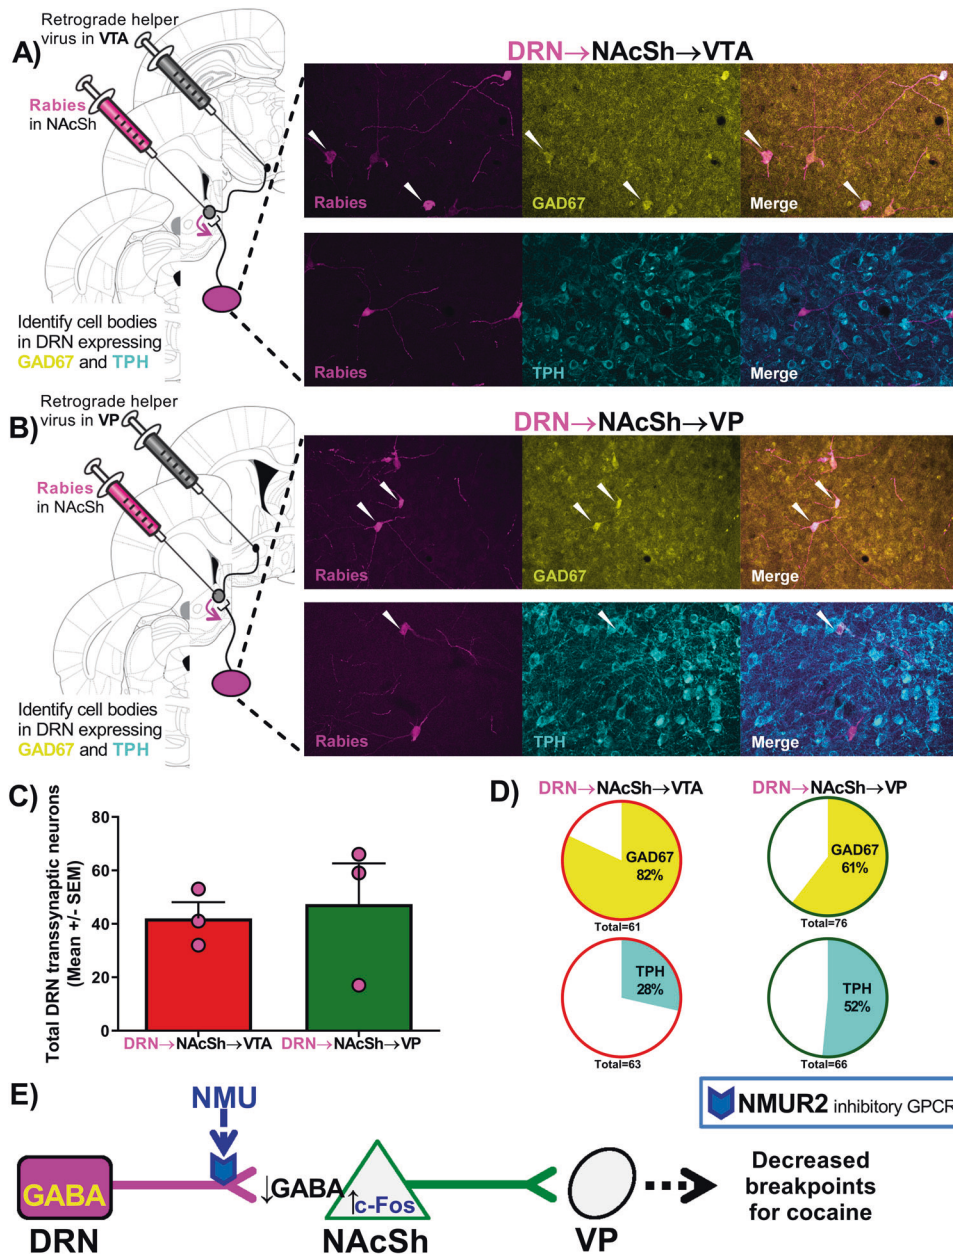 A)
Retrograde helper
virus in VTA
Rabies
in NAcSh
Identify cell bodies
in DRN expressing
GAD67 and TPH
DRN→NAcSh→VTA
Rabies
GAD67
Merge
Rabies
TPH
Merge
B)
Retrograde helper
virus in VP
Rabies
in NAcSh
Identify cell bodies
in DRN expressing
GAD67 and TPH
DRN→NAcSh→VP
Rabies
GAD67
Merge
Rabies
TPH
Merge
C)
Total DRN transsynaptic neurons
(Mean +/- SEM)
80
60
40
20
0
DRN→NAcSh→VTA
DRN→NAcSh→VP
D)
DRN→NAcSh→VTA
DRN→NAcSh→VP
GAD67
82%
Total=61
GAD67
61%
Total=76
TPH
28%
Total=63
TPH
52%
Total=66
E)
NMU
NMUR2 inhibitory GPCR
GABA
DRN
↓GABA
↑c-Fos
NAcSh
VP
Decreased
breakpoints
for cocaine